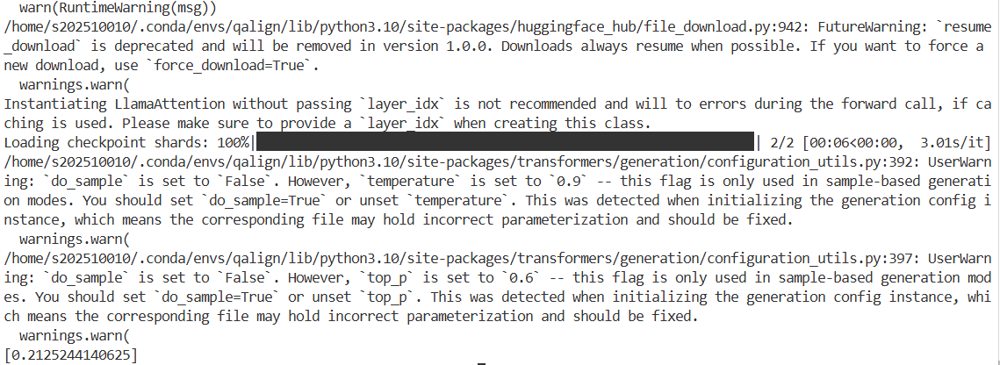 warn(RuntimeWarning(msg))
/home/s202510010/.conda/envs/qalign/lib/python3.10/site-packages/huggingface_hub/file_download.py:942: FutureWarning: `resume
_download` is deprecated and will be removed in version 1.0.0. Downloads always resume when possible. If you want to force a 
new download, use `force_download=True`.
  warnings.warn(
Instantiating LlamaAttention without passing `layer_idx` is not recommended and will to errors during the forward call, if ca
ching is used. Please make sure to provide a `layer_idx` when creating this class.
Loading checkpoint shards: 100%|██████████| 2/2 [00:06<00:00,  3.01s/it]
/home/s202510010/.conda/envs/qalign/lib/python3.10/site-packages/transformers/generation/configuration_utils.py:392: UserWarn
ing: `do_sample` is set to `False`. However, `temperature` is set to `0.9` -- this flag is only used in sample-based generati
on modes. You should set `do_sample=True` or unset `temperature`. This was detected when initializing the generation config i
nstance, which means the corresponding file may hold incorrect parameterization and should be fixed.
  warnings.warn(
/home/s202510010/.conda/envs/qalign/lib/python3.10/site-packages/transformers/generation/configuration_utils.py:397: UserWarn
ing: `do_sample` is set to `False`. However, `top_p` is set to `0.6` -- this flag is only used in sample-based generation mod
es. You should set `do_sample=True` or unset `top_p`. This was detected when initializing the generation config instance, whi
ch means the corresponding file may hold incorrect parameterization and should be fixed.
  warnings.warn(
[0.2125244140625]